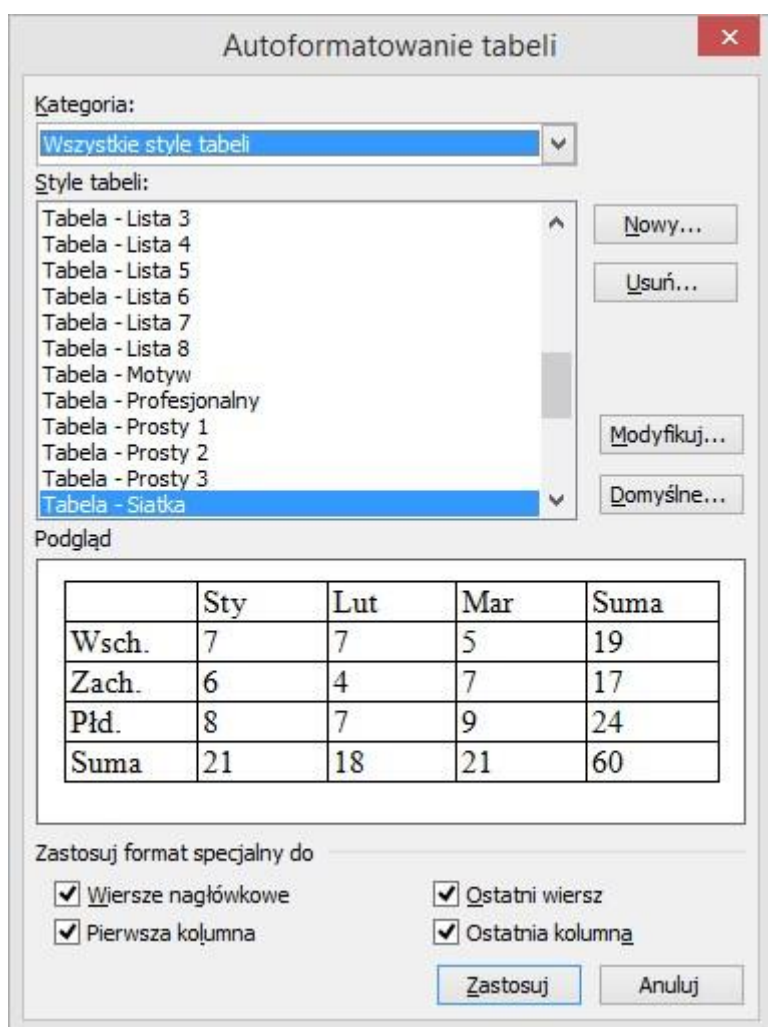 Autoformatowanie tabeli
Kategoria:
Wszystkie style tabeli
Style tabeli:
Tabela - Lista 3
Tabela - Lista 4
Tabela - Lista 5
Tabela - Lista 6
Tabela - Lista 7
Tabela - Lista 8
Tabela - Motyw
Tabela - Profesjonalny
Tabela - Prosty 1
Tabela - Prosty 2
Tabela - Prosty 3
Tabela - Siatka
Nowy...
Usuń...
Modyfikuj...
Domyślne...
Podgląd
Sty Lut Mar Suma
Wsch. 7 7 5 19
Zach. 6 4 7 17
Płd. 8 7 9 24
Suma 21 18 21 60
Zastosuj format specjalny do
Wiersze nagłówkowe Ostatni wiersz
Pierwsza kolumna Ostatnia kolumna
Zastosuj Anuluj